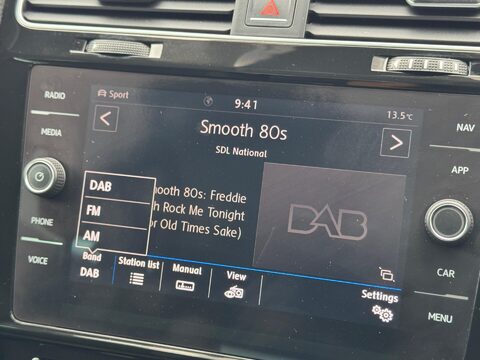 Sport
9:41
13.5°C
Smooth 80s
SDL National
RADIO
MEDIA
PHONE
VOICE
NAV
APP
CAR
MENU
DAB
FM
AM
ooth 80s: Freddie
h Rock Me Tonight
or Old Times Sake)
DAB
Band
DAB
Station list
Manual
View
Settings